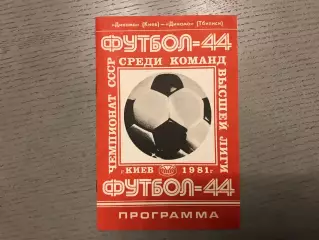 «Динамо» (Киев) — «Динамо» (Тбилиси)
ФУТБОЛ=44
ЧЕМПИОНАТ СССР
СРЕДИ КОМАНД
ВЫСШЕЙ ЛИГИ
г. КИЕВ 1981 г.
ФУТБОЛ=44
ПРОГРАММА